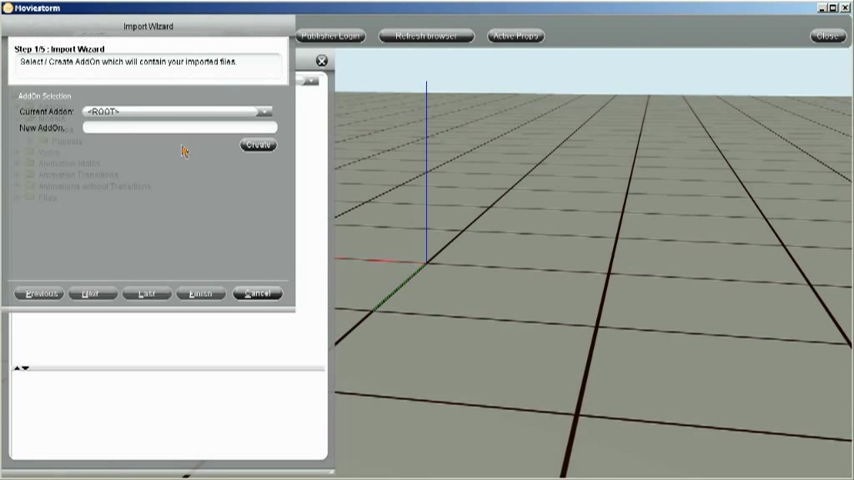 Moviestorm
Import Wizard
Publisher Login
Refresh browser
Active Props
Close
Step 1/5 : Import Wizard
Select / Create AddOn which will contain your imported files.
AddOn Selection
Current Addon:
<ROOT>
New AddOn:
Create
Animation Transitions
Animations without Transitions
Files
Previous
Next
Last
Finish
Cancel